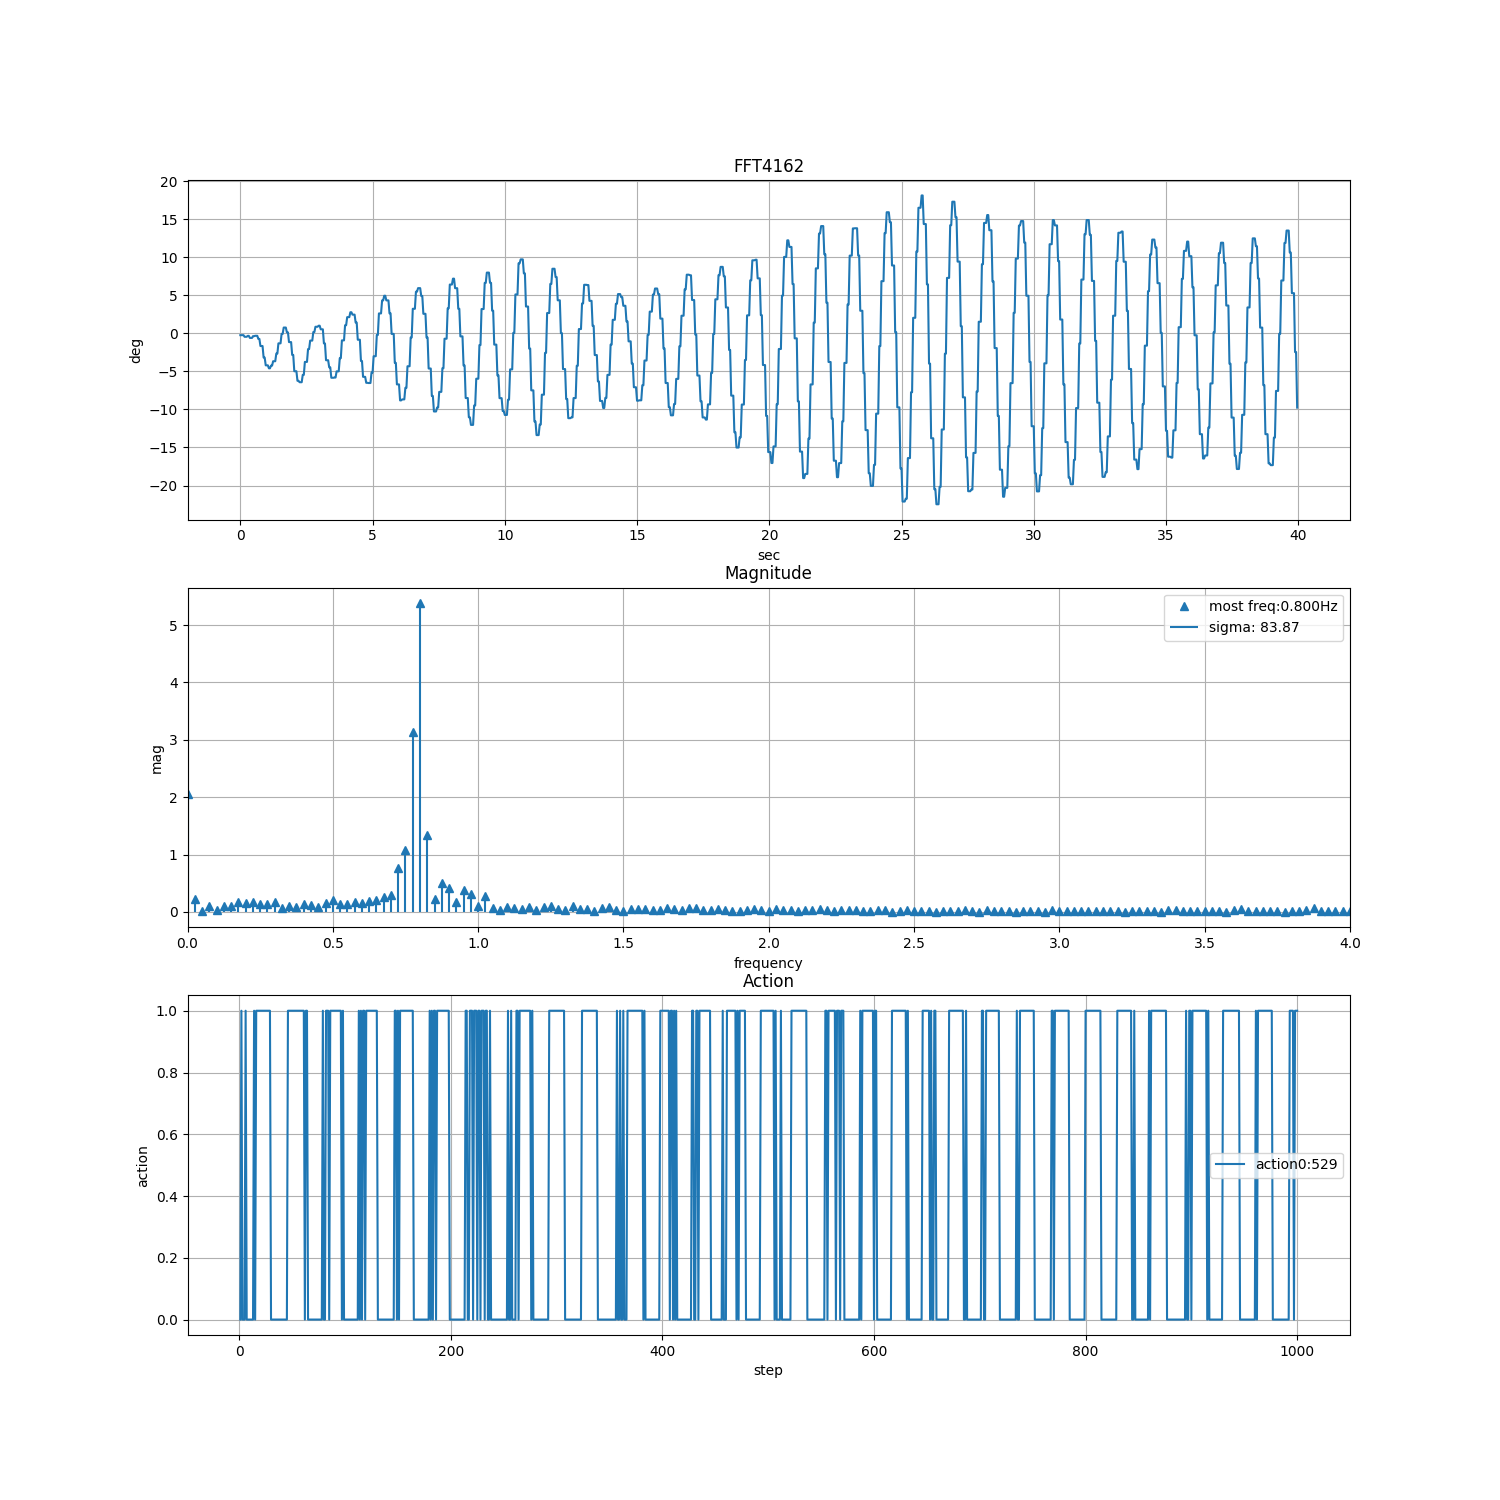 FFT4162
20
15
10
5
0
−5
−10
−15
−20
deg
0 5 10 15 20 25 30 35 40
sec
Magnitude
most freq:0.800Hz
sigma: 83.87
5
4
3
2
1
0
mag
0.0 0.5 1.0 1.5 2.0 2.5 3.0 3.5 4.0
frequency
Action
1.0
0.8
0.6
0.4
0.2
0.0
action
action0:529
0 200 400 600 800 1000
step